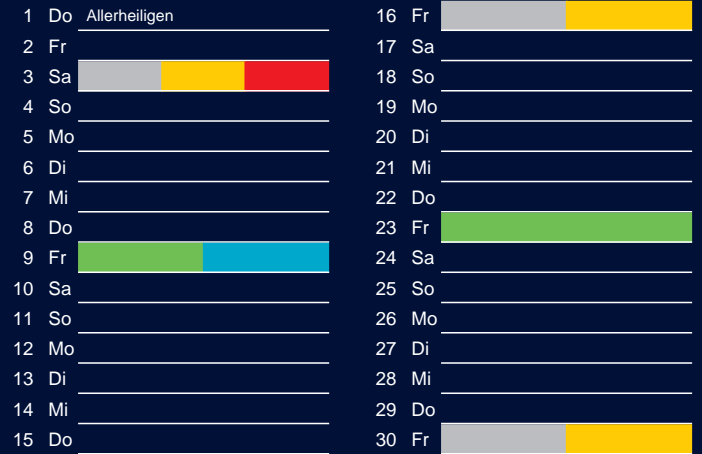 1 Do Allerheiligen
2 Fr
3 Sa
4 So
5 Mo
6 Di
7 Mi
8 Do
9 Fr
10 Sa
11 So
12 Mo
13 Di
14 Mi
15 Do
16 Fr
17 Sa
18 So
19 Mo
20 Di
21 Mi
22 Do
23 Fr
24 Sa
25 So
26 Mo
27 Di
28 Mi
29 Do
30 Fr